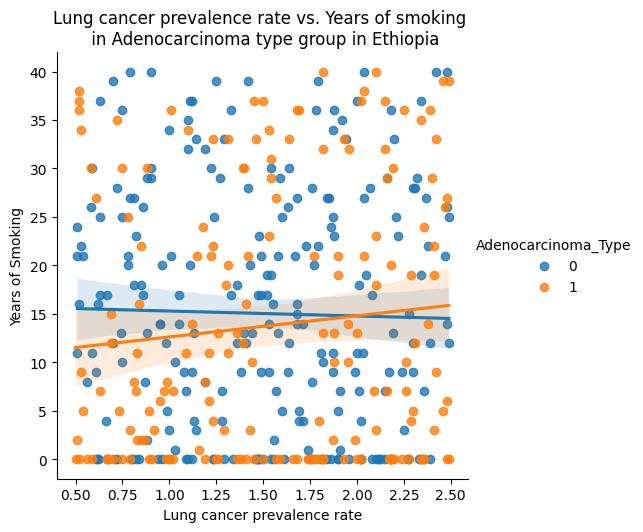 Lung cancer prevalence rate vs. Years of smoking
in Adenocarcinoma type group in Ethiopia
40
35
30
25
20
15
10
5
0
Years of Smoking
0.50 0.75 1.00 1.25 1.50 1.75 2.00 2.25 2.50
Lung cancer prevalence rate
Adenocarcinoma_Type
0
1